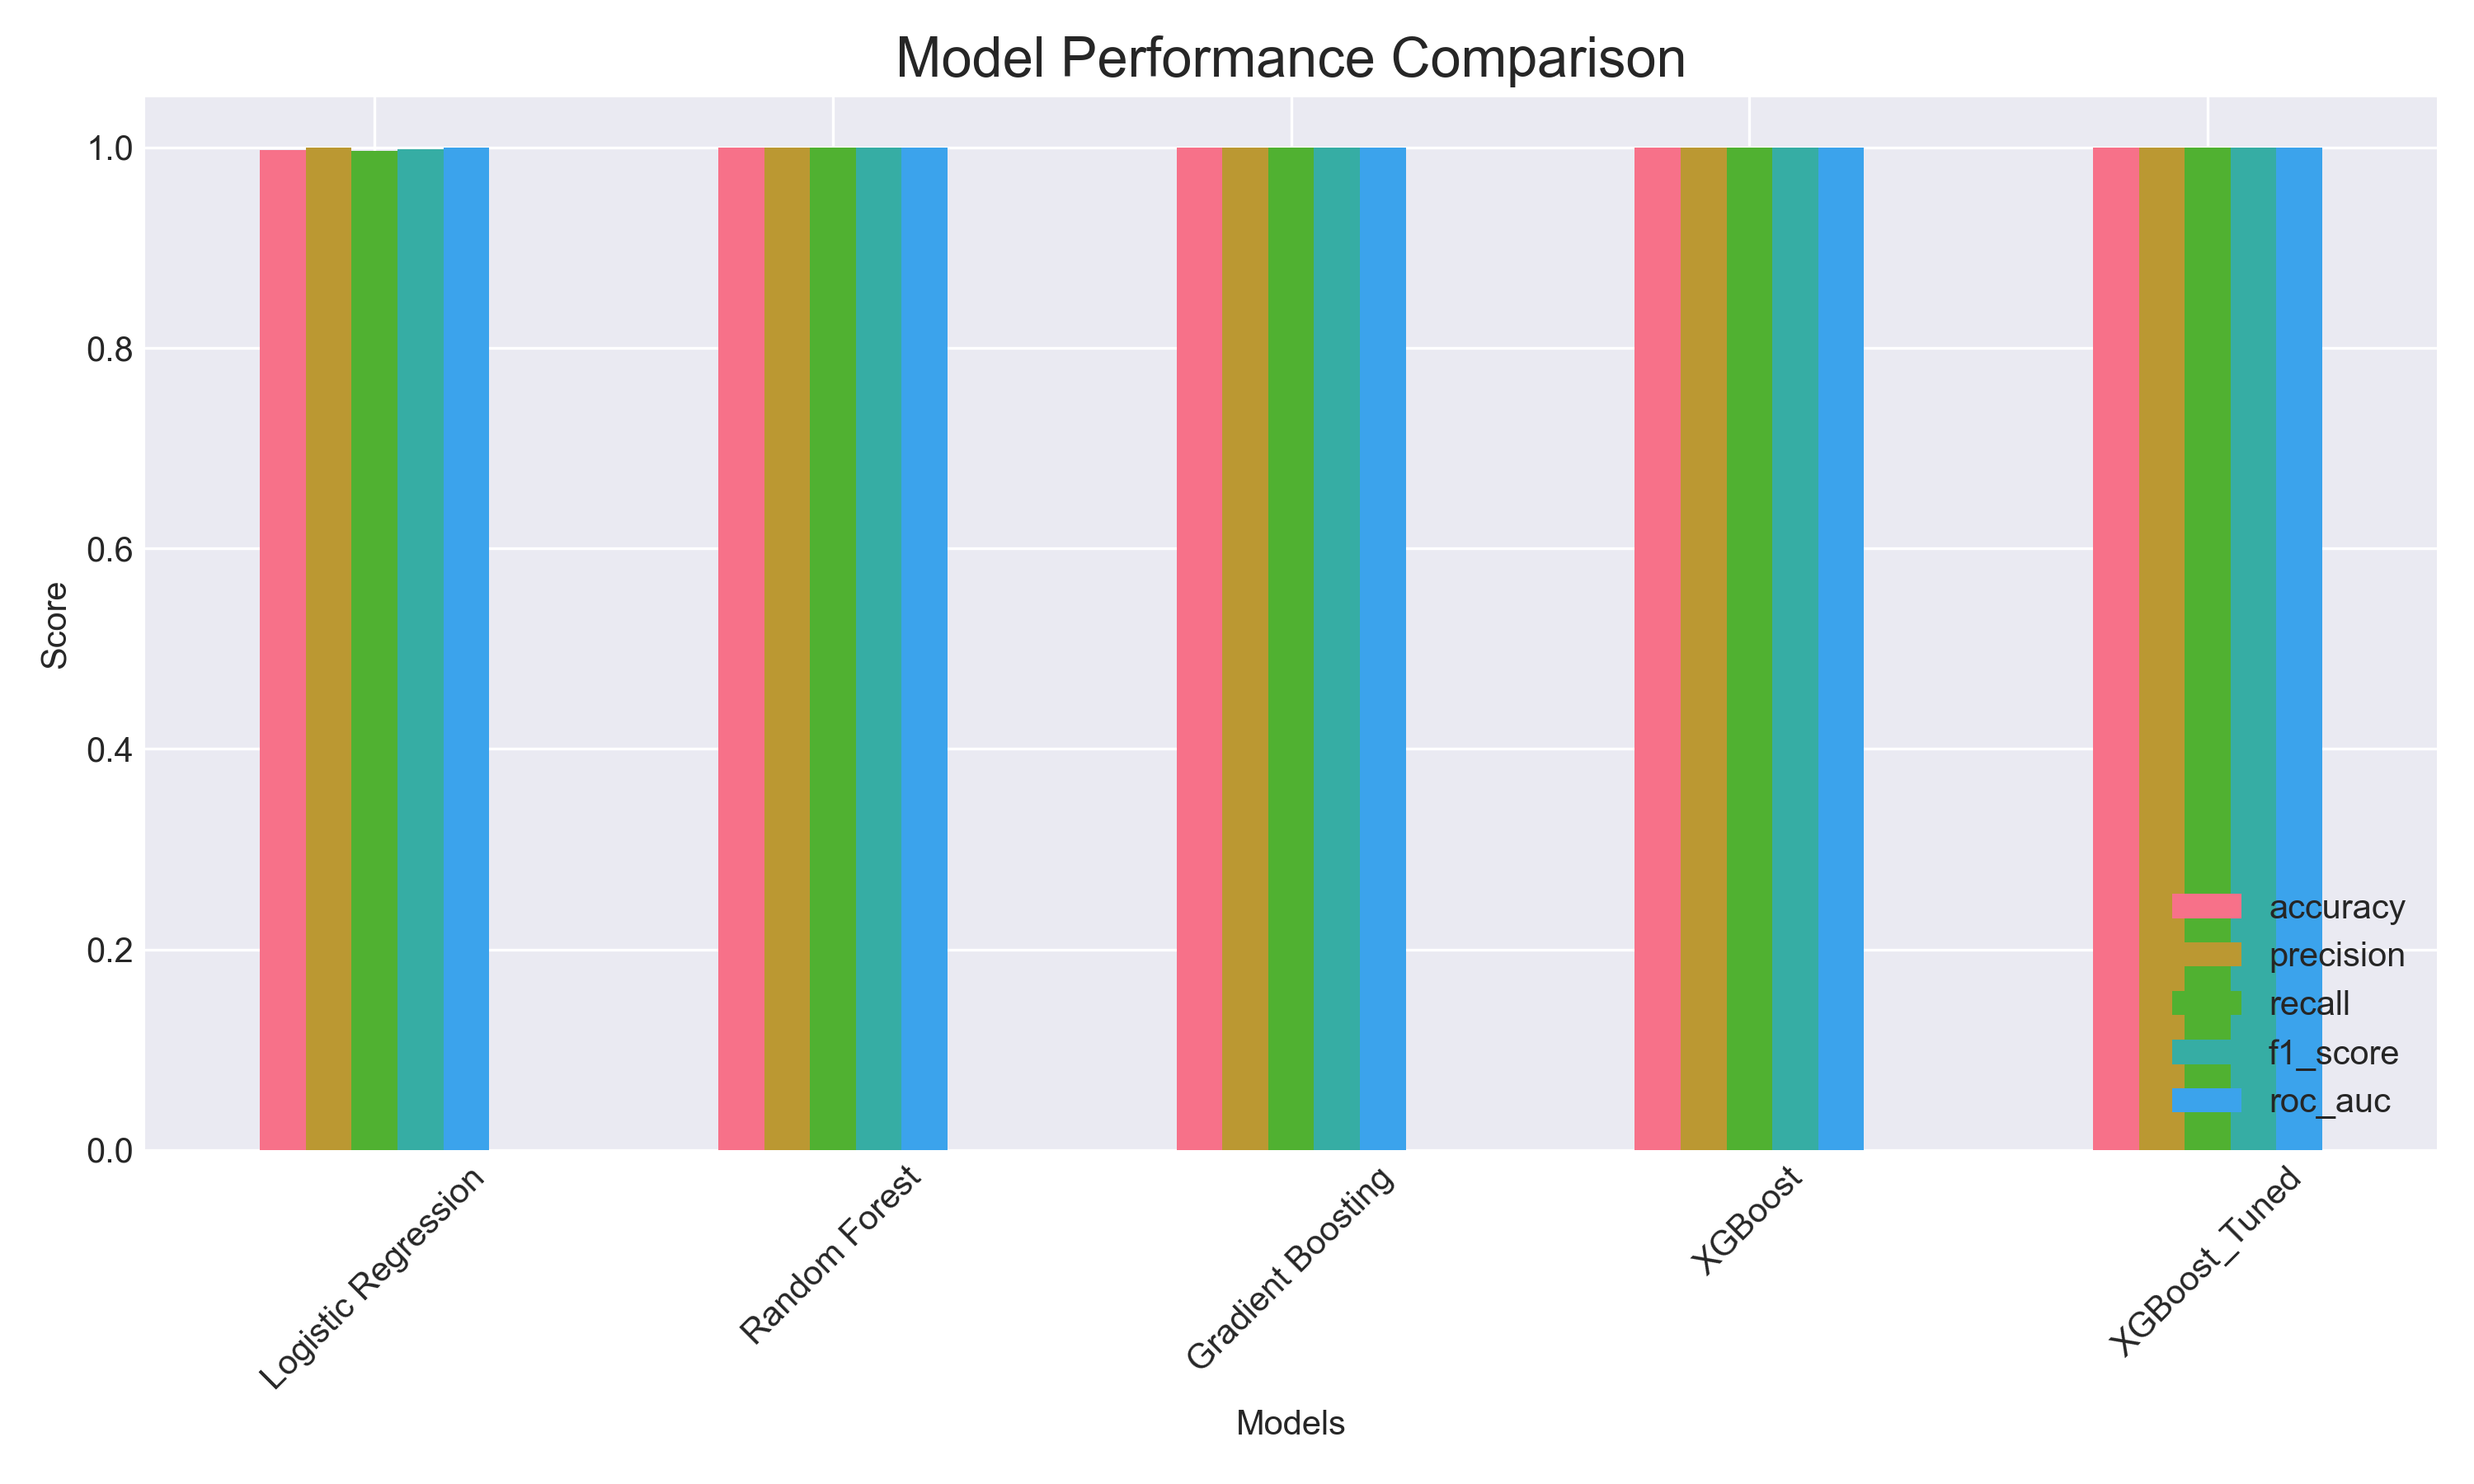 Model Performance Comparison
1.0
0.8
0.6
0.4
0.2
0.0
Score
accuracy
precision
recall
f1_score
roc_auc
Logistic Regression
Random Forest
Gradient Boosting
XGBoost
XGBoost_Tuned
Models